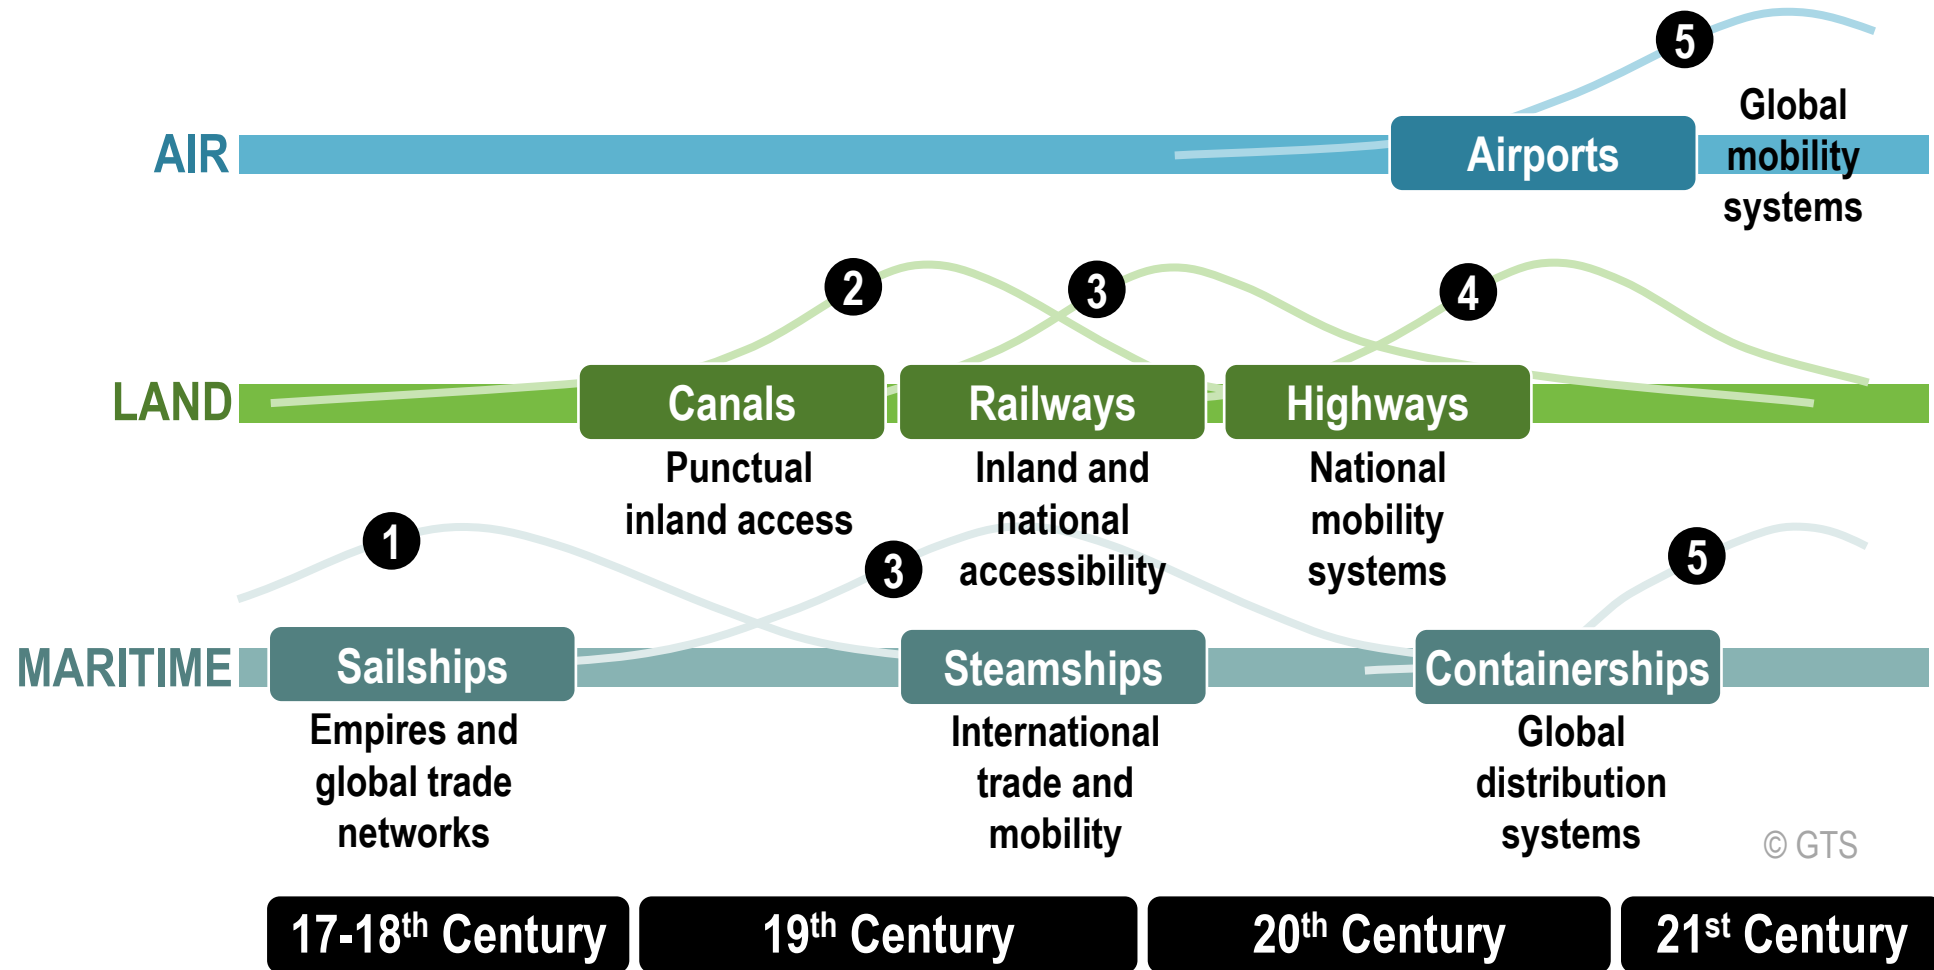 5
AIR
Airports
Global
mobility
systems
2
3
4
LAND
Canals
Railways
Highways
Punctual
inland access
Inland and
national
accessibility
National
mobility
systems
1
3
5
MARITIME
Sailships
Steamships
Containerships
Empires and
global trade
networks
International
trade and
mobility
Global
distribution
systems
© GTS
17-18th Century
19th Century
20th Century
21st Century